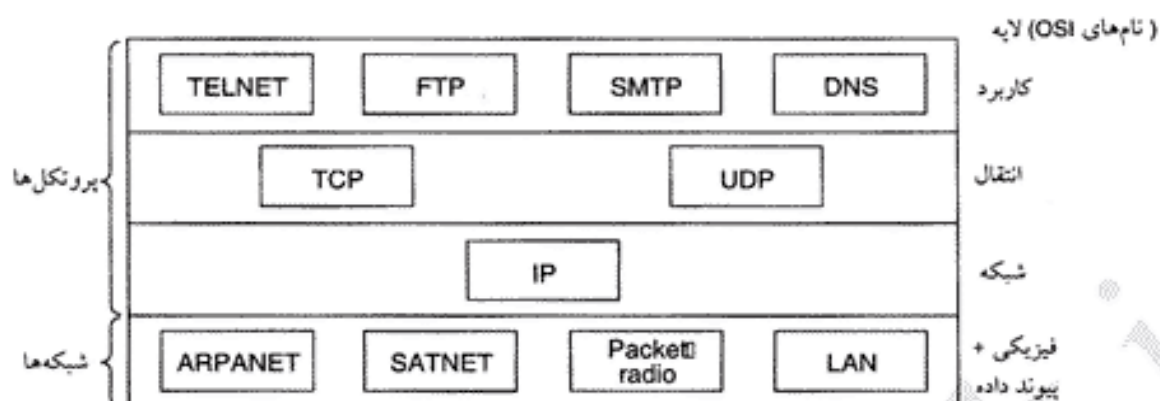 لایه (نام‌های OSI)
TELNET FTP SMTP DNS
کاربرد
پروتکل‌ها
TCP UDP
انتقال
IP
شبکه
شبکه‌ها
ARPANET SATNET Packet radio LAN
فیزیکی +
پیوند داده